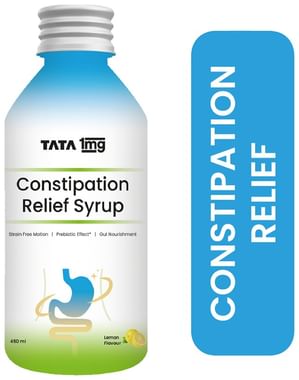 TATA 1mg
Constipation
Relief Syrup
Strain Free Motion | Prebiotic Effect* | Gut Nourishment
450 ml
Lemon
Flavour
CONSTIPATION
RELIEF